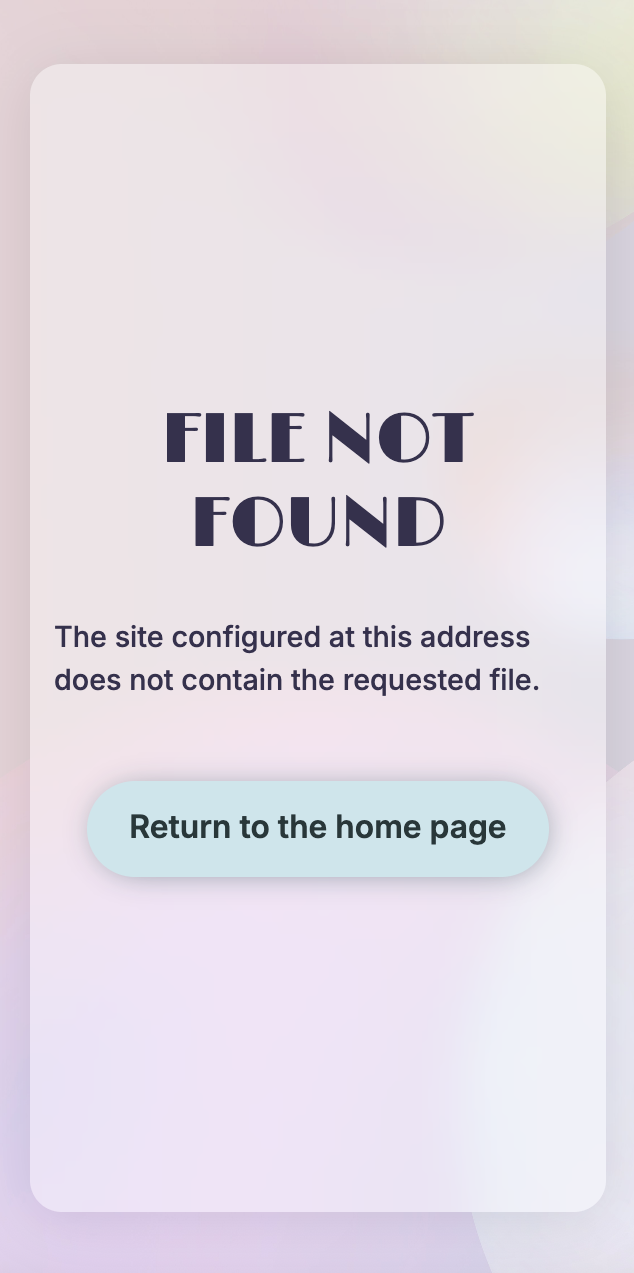 FILE NOT
FOUND
The site configured at this address
does not contain the requested file.
Return to the home page